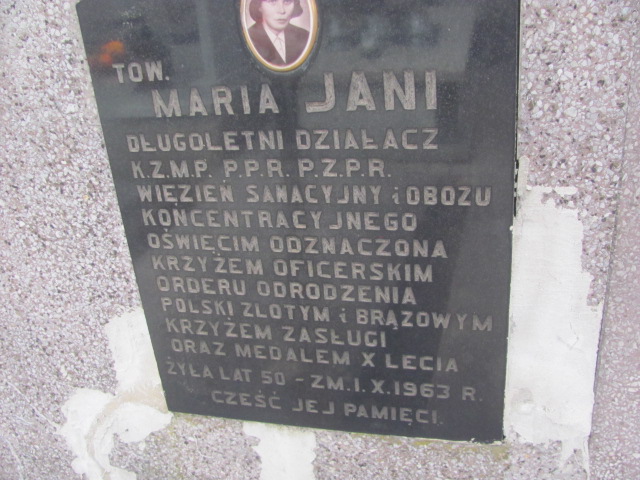 TOW.
MARIA JANI
DŁUGOLETNI DZIAŁACZ
K.Z.M.P. P.P.R. P.Z.P.R.
WIĘZIEŃ SANACYJNY i OBOZU
KONCENTRACYJNEGO
OŚWIĘCIM ODZNACZONA
KRZYŻEM OFICERSKIM
ORDERU ODRODZENIA
POLSKI ZLOTYM i BRĄZOWYM
KRZYŻEM ZASŁUGI
ORAZ MEDALEM X LECIA
ŻYŁA LAT 50 - ZM. I. X. 1963 R.
CZEŚĆ JEJ PAMIĘCI.